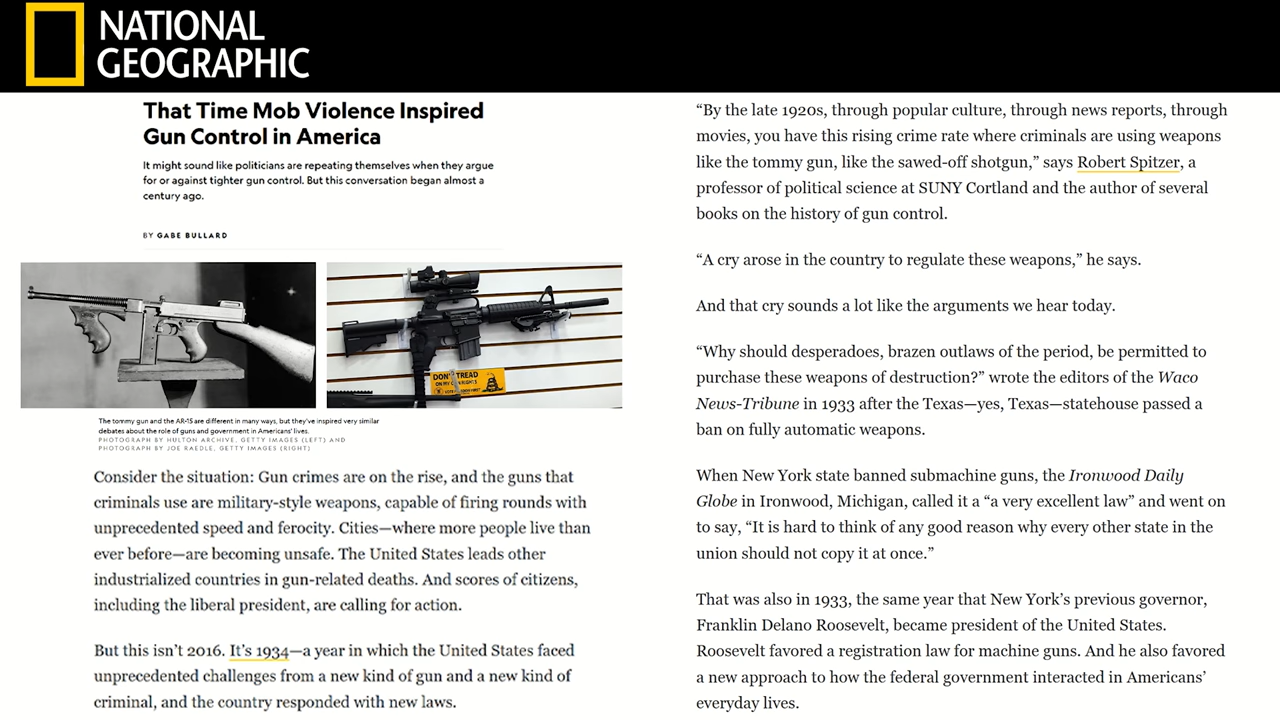 NATIONAL
GEOGRAPHIC
That Time Mob Violence Inspired
Gun Control in America
It might sound like politicians are repeating themselves when they argue
for or against tighter gun control. But this conversation began almost a
century ago.
BY GABE BULLARD
DON'T TREAD
ON MY GUN RIGHTS
The tommy gun and the AR-15 are different in many ways, but they've inspired very similar
debates about the role of guns and government in Americans' lives.
PHOTOGRAPH BY HULTON ARCHIVE, GETTY IMAGES (LEFT) AND
PHOTOGRAPH BY JOE RAEDLE, GETTY IMAGES (RIGHT)
Consider the situation: Gun crimes are on the rise, and the guns that
criminals use are military-style weapons, capable of firing rounds with
unprecedented speed and ferocity. Cities—where more people live than
ever before—are becoming unsafe. The United States leads other
industrialized countries in gun-related deaths. And scores of citizens,
including the liberal president, are calling for action.
But this isn't 2016. It's 1934—a year in which the United States faced
unprecedented challenges from a new kind of gun and a new kind of
criminal, and the country responded with new laws.
“By the late 1920s, through popular culture, through news reports, through
movies, you have this rising crime rate where criminals are using weapons
like the tommy gun, like the sawed-off shotgun,” says Robert Spitzer, a
professor of political science at SUNY Cortland and the author of several
books on the history of gun control.
“A cry arose in the country to regulate these weapons,” he says.
And that cry sounds a lot like the arguments we hear today.
“Why should desperadoes, brazen outlaws of the period, be permitted to
purchase these weapons of destruction?” wrote the editors of the Waco
News-Tribune in 1933 after the Texas—yes, Texas—statehouse passed a
ban on fully automatic weapons.
When New York state banned submachine guns, the Ironwood Daily
Globe in Ironwood, Michigan, called it a “a very excellent law” and went on
to say, “It is hard to think of any good reason why every other state in the
union should not copy it at once.”
That was also in 1933, the same year that New York’s previous governor,
Franklin Delano Roosevelt, became president of the United States.
Roosevelt favored a registration law for machine guns. And he also favored
a new approach to how the federal government interacted in Americans’
everyday lives.